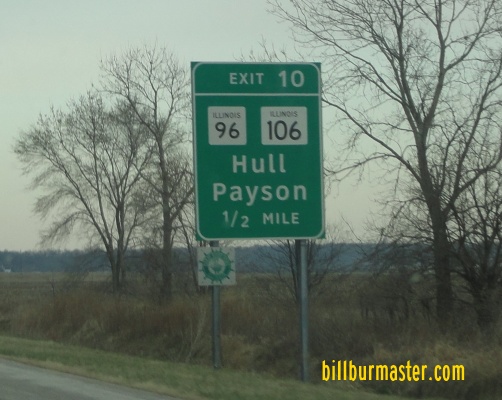 EXIT 10
ILLINOIS ILLINOIS
96 106
Hull
Payson
1/2 MILE
billburmaster.com